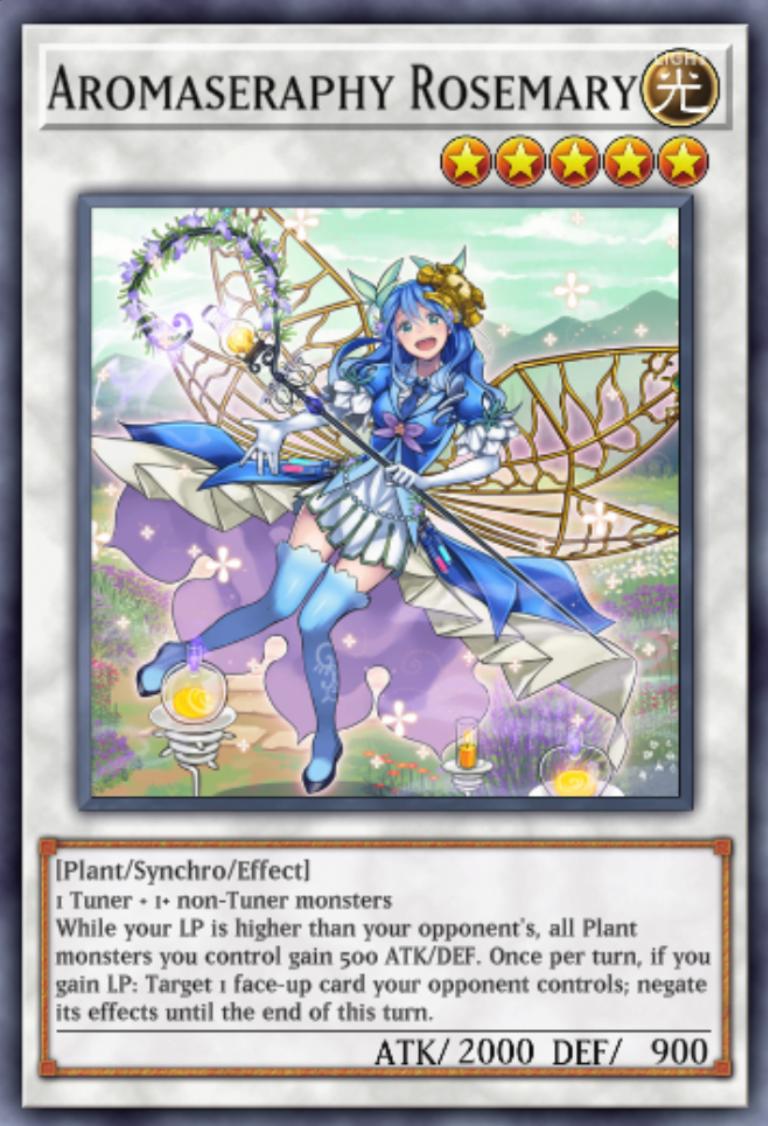 AROMASERAPHY ROSEMARY
LIGHT
光
[Plant/Synchro/Effect]
1 Tuner + 1+ non-Tuner monsters
While your LP is higher than your opponent's, all Plant
monsters you control gain 500 ATK/DEF. Once per turn, if you
gain LP: Target 1 face-up card your opponent controls; negate
its effects until the end of this turn.
ATK/ 2000 DEF/ 900